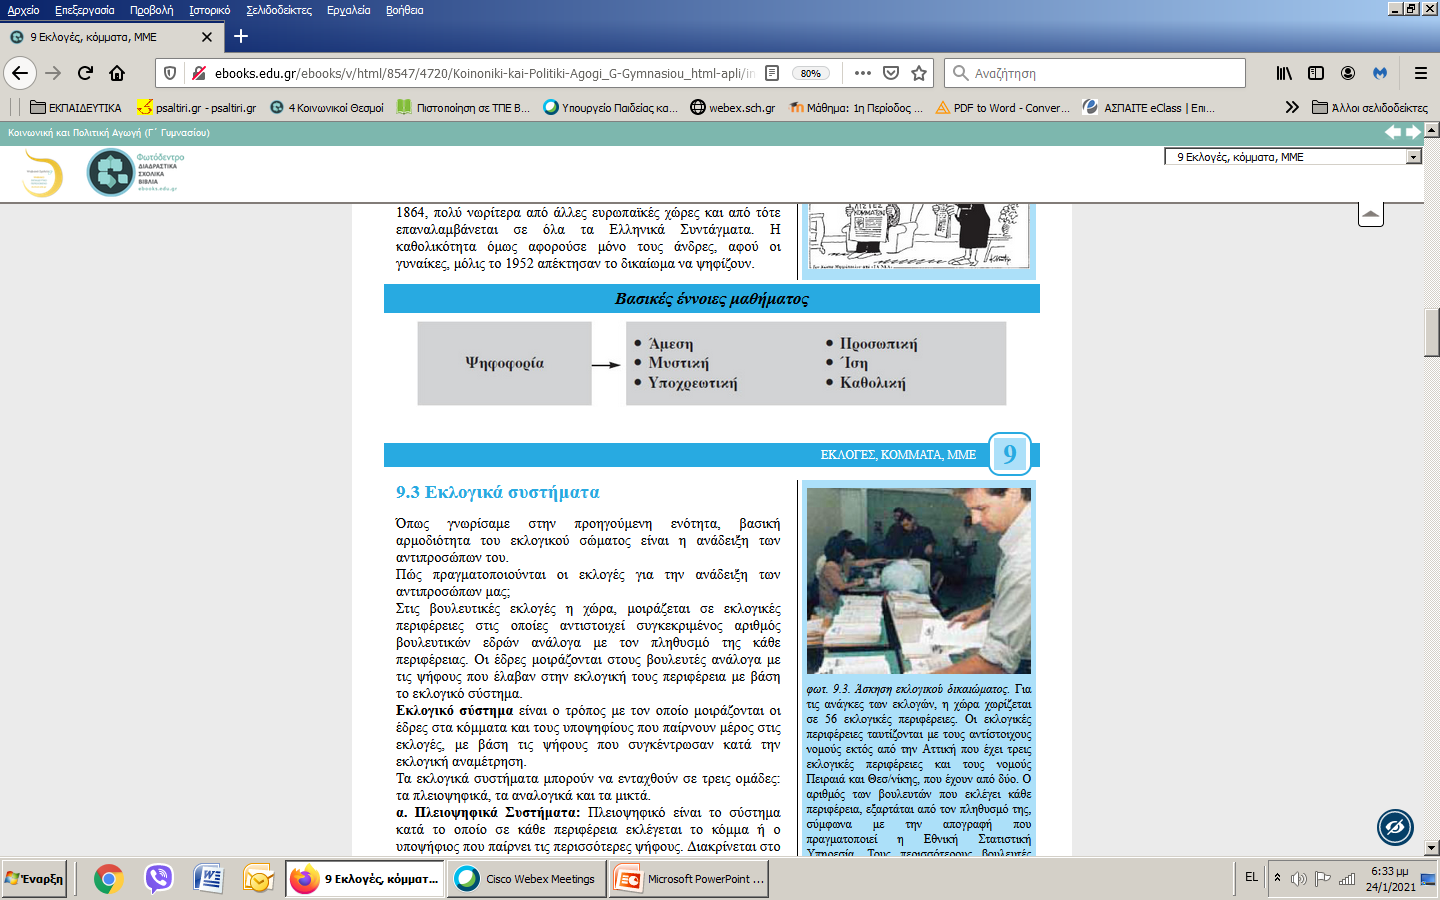 Αρχείο Επεξεργασία Προβολή Ιστορικό Σελιδοδείκτες Εργαλεία Βοήθεια
9 Εκλογές, κόμματα, ΜΜΕ
ebooks.edu.gr/ebooks/v/html/8547/4720/Koinoniki-kai-Politiki-Agogi_G-Gymnasiou_html-apli/in
80%
Αναζήτηση
ΕΚΠΑΙΔΕΥΤΙΚΑ psaltiri.gr - psaltiri.gr 4 Κοινωνικοί Θεσμοί Πιστοποίηση σε ΤΠΕ Β... Υπουργείο Παιδείας κα... webex.sch.gr Μάθημα: 1η Περίοδος ... PDF to Word - Conver... ΑΣΠΑΙΤΕ eClass | Επι... Άλλοι σελιδοδείκτες
Κοινωνική και Πολιτική Αγωγή (Γ΄ Γυμνασίου)
9 Εκλογές, κόμματα, ΜΜΕ
Φωτόδεντρο
ΔΙΑΔΡΑΣΤΙΚΑ
ΣΧΟΛΙΚΑ
ΒΙΒΛΙΑ
ebooks.edu.gr
1864, πολύ νωρίτερα από άλλες ευρωπαϊκές χώρες και από τότε
επαναλαμβάνεται σε όλα τα Ελληνικά Συντάγματα. Η
καθολικότητα όμως αφορούσε μόνο τους άνδρες, αφού οι
γυναίκες, μόλις το 1952 απέκτησαν το δικαίωμα να ψηφίζουν.
Βασικές έννοιες μαθήματος
Ψηφοφορία
• Άμεση
• Μυστική
• Υποχρεωτική
• Προσωπική
• Ίση
• Καθολική
ΕΚΛΟΓΕΣ, ΚΟΜΜΑΤΑ, ΜΜΕ 9
9.3 Εκλογικά συστήματα
Όπως γνωρίσαμε στην προηγούμενη ενότητα, βασική
αρμοδιότητα του εκλογικού σώματος είναι η ανάδειξη των
αντιπροσώπων του.
Πώς πραγματοποιούνται οι εκλογές για την ανάδειξη των
αντιπροσώπων μας;
Στις βουλευτικές εκλογές η χώρα, μοιράζεται σε εκλογικές
περιφέρειες στις οποίες αντιστοιχεί συγκεκριμένος αριθμός
βουλευτικών εδρών ανάλογα με τον πληθυσμό της κάθε
περιφέρειας. Οι έδρες μοιράζονται στους βουλευτές ανάλογα με
τις ψήφους που έλαβαν στην εκλογική τους περιφέρεια με βάση
το εκλογικό σύστημα.
Εκλογικό σύστημα είναι ο τρόπος με τον οποίο μοιράζονται οι
έδρες στα κόμματα και τους υποψηφίους που παίρνουν μέρος στις
εκλογές, με βάση τις ψήφους που συγκέντρωσαν κατά την
εκλογική αναμέτρηση.
Τα εκλογικά συστήματα μπορούν να ενταχθούν σε τρεις ομάδες:
τα πλειοψηφικά, τα αναλογικά και τα μικτά.
α. Πλειοψηφικά Συστήματα: Πλειοψηφικό είναι το σύστημα
κατά το οποίο σε κάθε περιφέρεια εκλέγεται το κόμμα ή ο
υποψήφιος που παίρνει τις περισσότερες ψήφους. Διακρίνεται στο
φωτ. 9.3. Άσκηση εκλογικού δικαιώματος. Για
τις ανάγκες των εκλογών, η χώρα χωρίζεται
σε 56 εκλογικές περιφέρειες. Οι εκλογικές
περιφέρειες ταυτίζονται με τους αντίστοιχους
νομούς εκτός από την Αττική που έχει τρεις
εκλογικές περιφέρειες και τους νομούς
Πειραιά και Θεσ/νίκης, που έχουν από δύο. Ο
αριθμός των βουλευτών που εκλέγει κάθε
περιφέρεια, εξαρτάται από τον πληθυσμό της,
σύμφωνα με την απογραφή που
πραγματοποιεί η Εθνική Στατιστική
Υπηρεσία. Τους περισσότερους βουλευτές
Έναρξη 9 Εκλογές, κόμματ... Cisco Webex Meetings Microsoft PowerPoint ... EL 6:33 μμ
24/1/2021